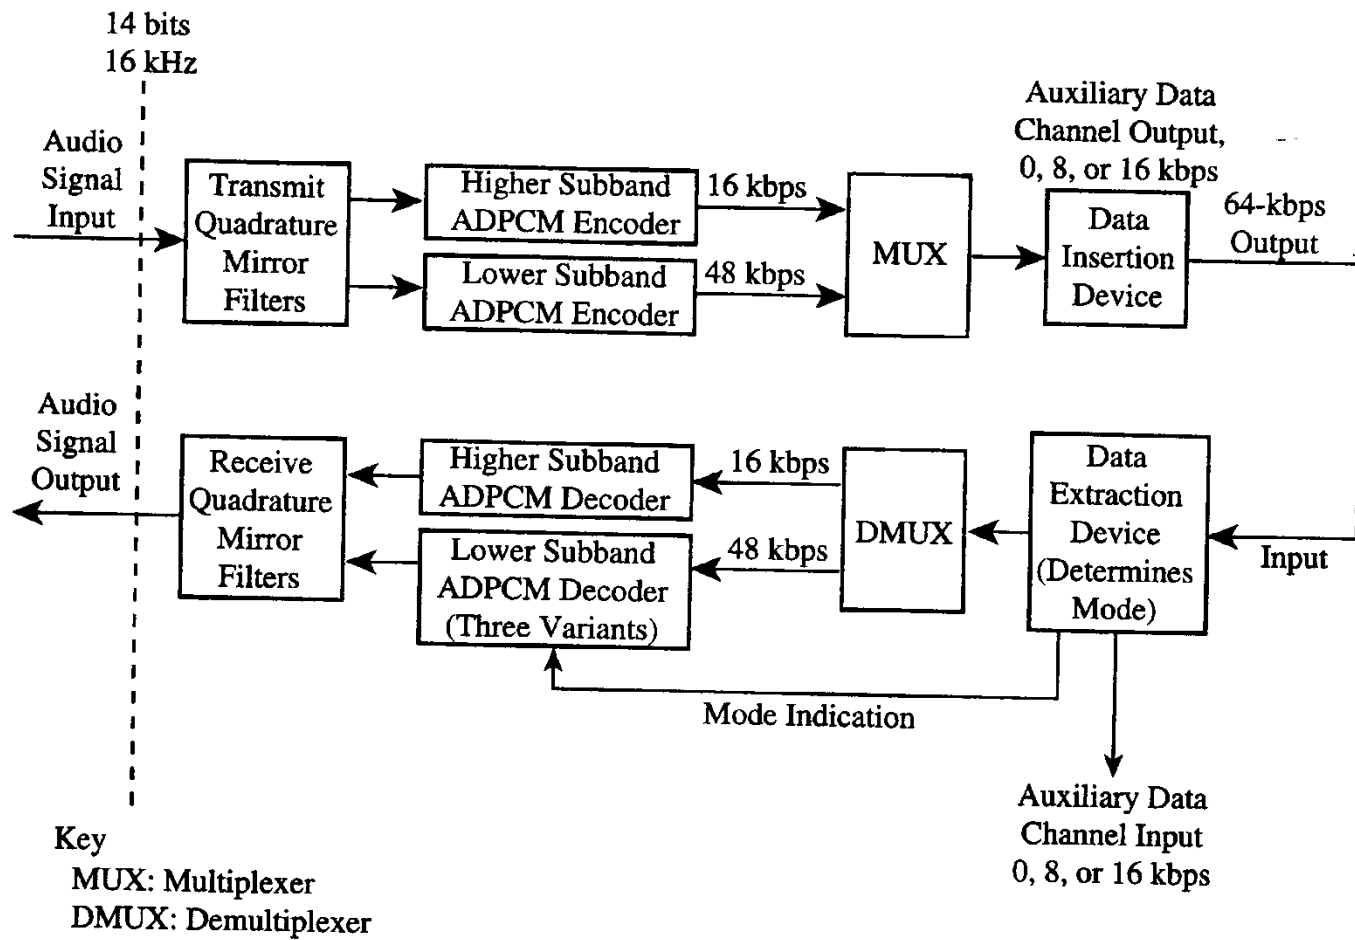 14 bits
16 kHz
Audio
Signal
Input
Transmit
Quadrature
Mirror
Filters
Higher Subband
ADPCM Encoder
16 kbps
Lower Subband
ADPCM Encoder
48 kbps
MUX
Auxiliary Data
Channel Output,
0, 8, or 16 kbps
Data
Insertion
Device
64-kbps
Output
Audio
Signal
Output
Receive
Quadrature
Mirror
Filters
Higher Subband
ADPCM Decoder
16 kbps
Lower Subband
ADPCM Decoder
(Three Variants)
48 kbps
DMUX
Data
Extraction
Device
(Determines
Mode)
Input
Mode Indication
Auxiliary Data
Channel Input
0, 8, or 16 kbps
Key
MUX: Multiplexer
DMUX: Demultiplexer